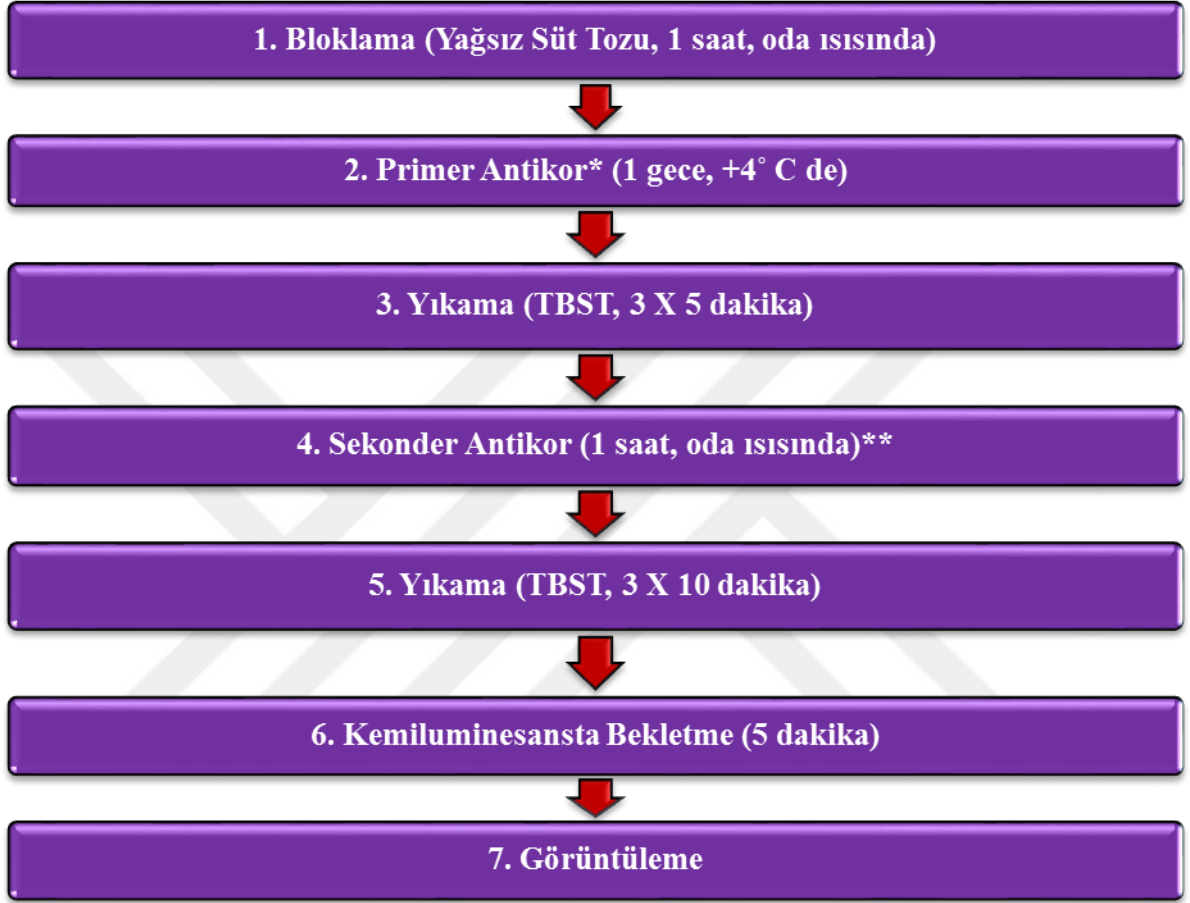 1. Bloklama (Yağsız Süt Tozu, 1 saat, oda ısısında)
2. Primer Antikor* (1 gece, +4° C de)
3. Yıkama (TBST, 3 X 5 dakika)
4. Sekonder Antikor (1 saat, oda ısısında)**
5. Yıkama (TBST, 3 X 10 dakika)
6. Kemiluminesansta Bekletme (5 dakika)
7. Görüntüleme